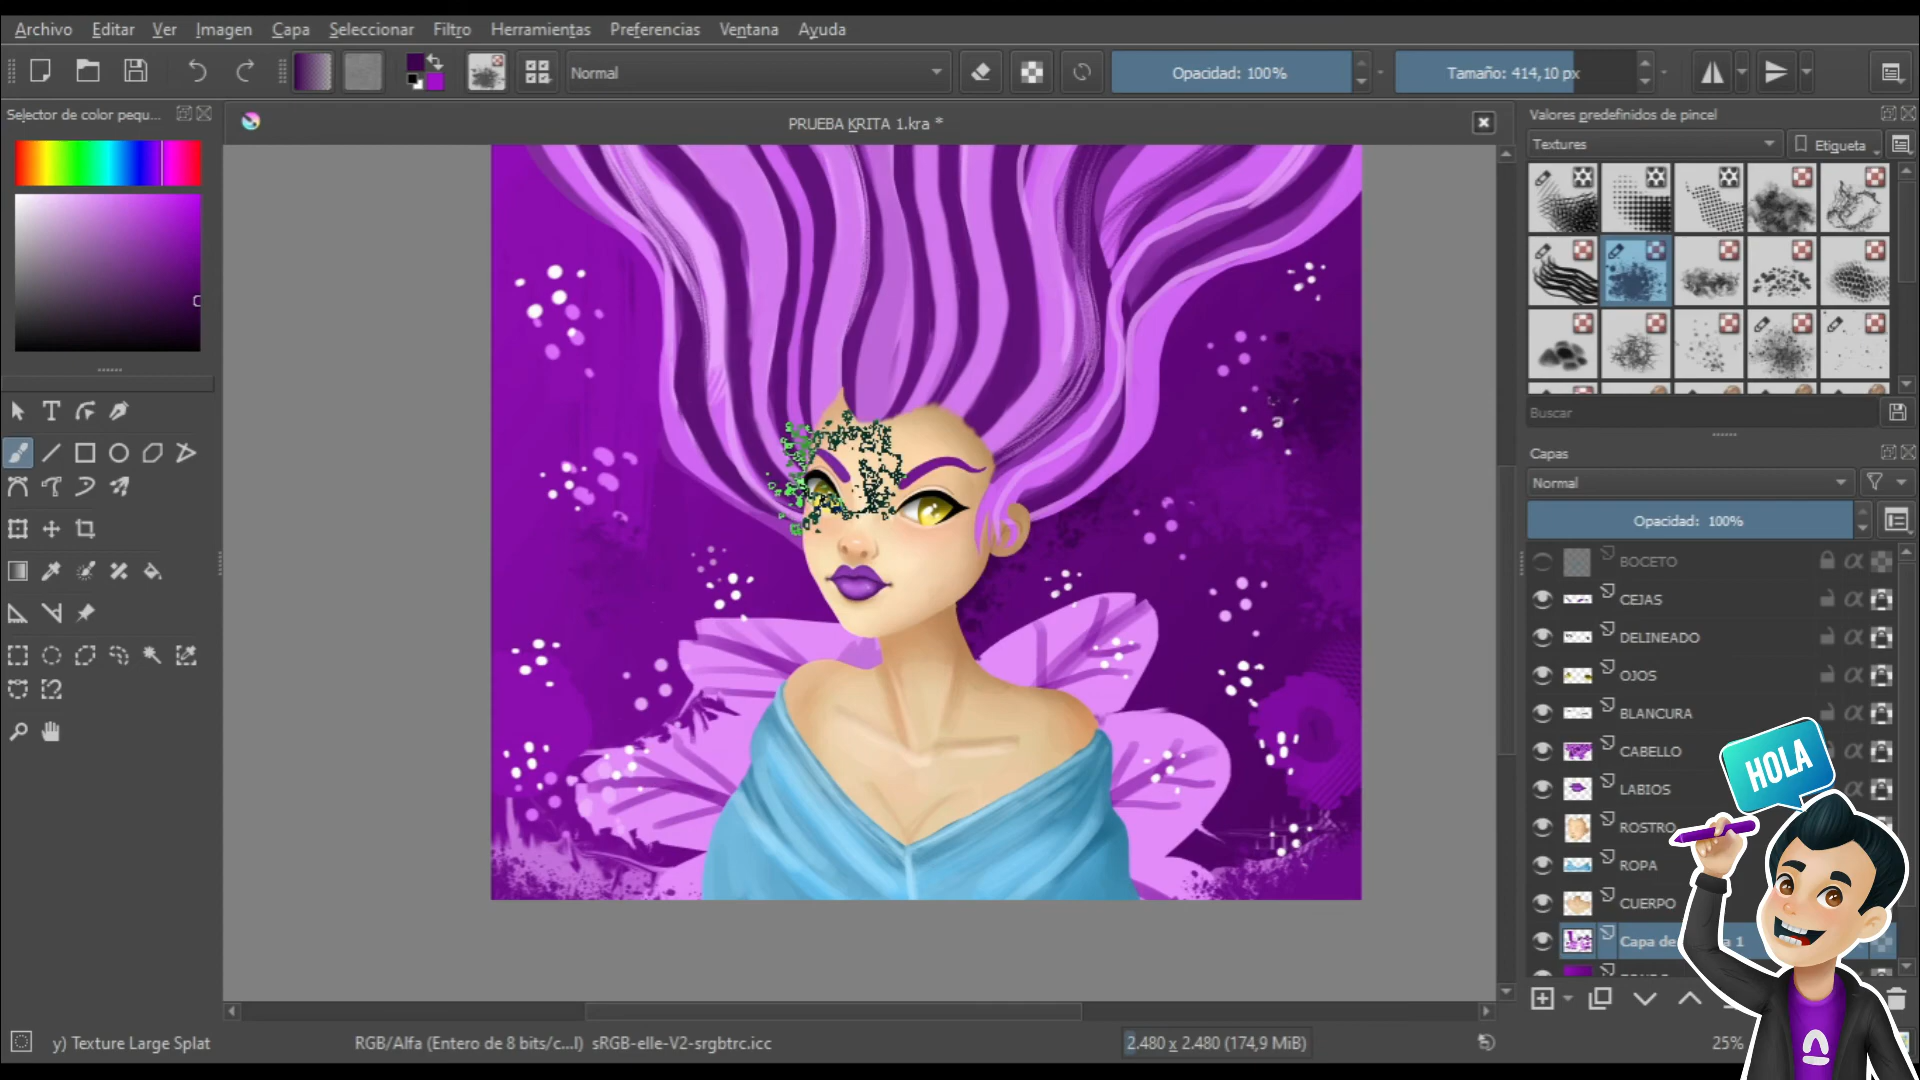 Archivo Editar Ver Imagen Capa Seleccionar Filtro Herramientas Preferencias Ventana Ayuda
Normal
Opacidad: 100%
Tamaño: 414,10 px
Selector de color pequ...
PRUEBA KRITA 1.kra *
Valores predefinidos de pincel
Textures
Etiqueta
Buscar
Capas
Normal
Opacidad: 100%
BOCETO
CEJAS
DELINEADO
OJOS
BLANCURA
CABELLO
LABIOS
ROSTRO
ROPA
CUERPO
Capa de 1
HOLA
y) Texture Large Splat
RGB/Alfa (Entero de 8 bits/c...l) sRGB-elle-V2-srgbtrc.icc
2.480 x 2.480 (174,9 MiB)
25%